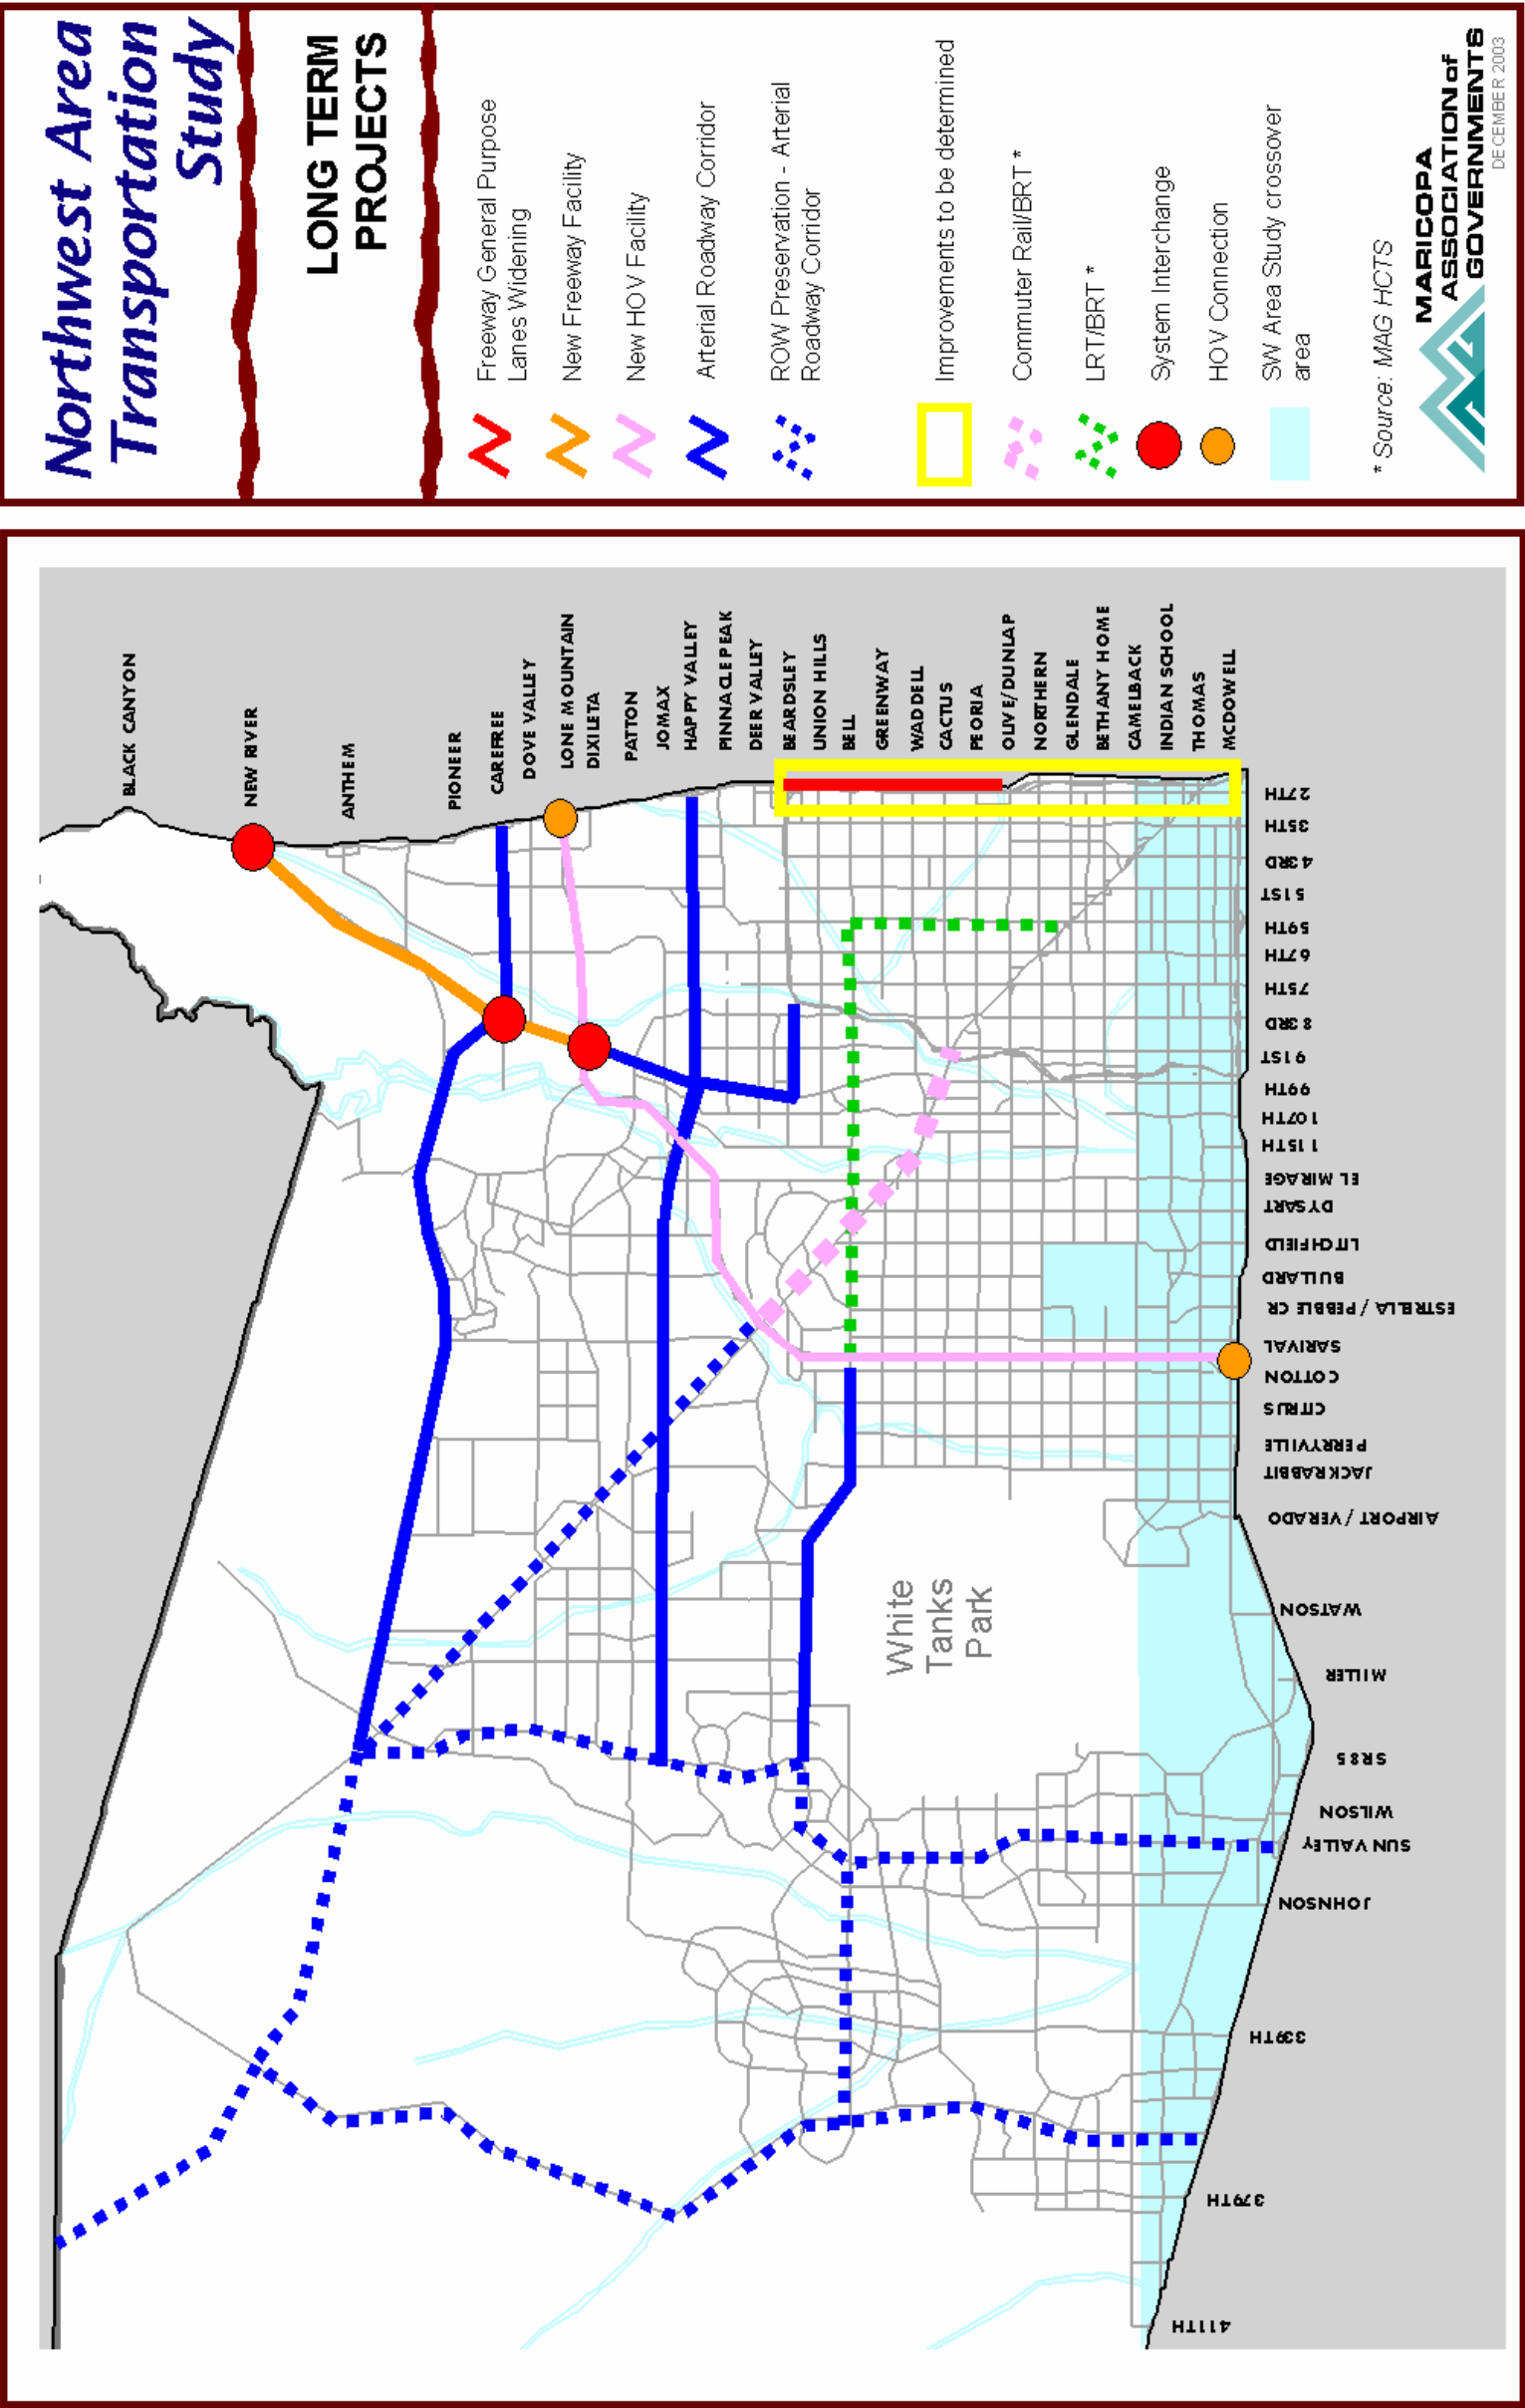 Northwest Area
Transportation
Study
LONG TERM
PROJECTS
Freeway General Purpose
Lanes Widening
New Freeway Facility
New HOV Facility
Arterial Roadway Corridor
ROW Preservation - Arterial
Roadway Corridor
Improvements to be determined
Commuter Rail/BRT *
LRT/BRT *
System Interchange
HOV Connection
SW Area Study crossover
area
* Source: MAG HCTS
MARICOPA
ASSOCIATION of
GOVERNMENTS
DECEMBER 2003
BLACK CANYON
NEW RIVER
ANTHEM
PIONEER
CAREFREE
DOVE VALLEY
LONE MOUNTAIN
DIXILETA
PATTON
JOMAX
HAPPY VALLEY
PINNACLE PEAK
DEER VALLEY
BEARDSLEY
UNION HILLS
BELL
GREENWAY
WADDELL
CACTUS
PEORIA
OLIVE/DUNLAP
NORTHERN
GLENDALE
BETHANY HOME
CAMELBACK
INDIAN SCHOOL
THOMAS
MCDOWELL
27TH
35TH
43RD
51ST
59TH
67TH
75TH
83RD
91ST
99TH
107TH
115TH
EL MIRAGE
DYSART
LITCHFIELD
BULLARD
ESTRELLA / PEBBLE CR
SARIVAL
COTTON
CITRUS
PERRYVILLE
JACKRABBIT
AIRPORT / VERADO
WATSON
MILLER
SR85
WILSON
SUN VALLEY
JOHNSON
339TH
379TH
411TH
White
Tanks
Park